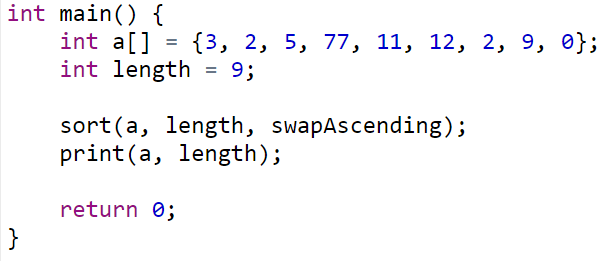 int main() {
    int a[] = {3, 2, 5, 77, 11, 12, 2, 9, 0};
    int length = 9;

    sort(a, length, swapAscending);
    print(a, length);

    return 0;
}